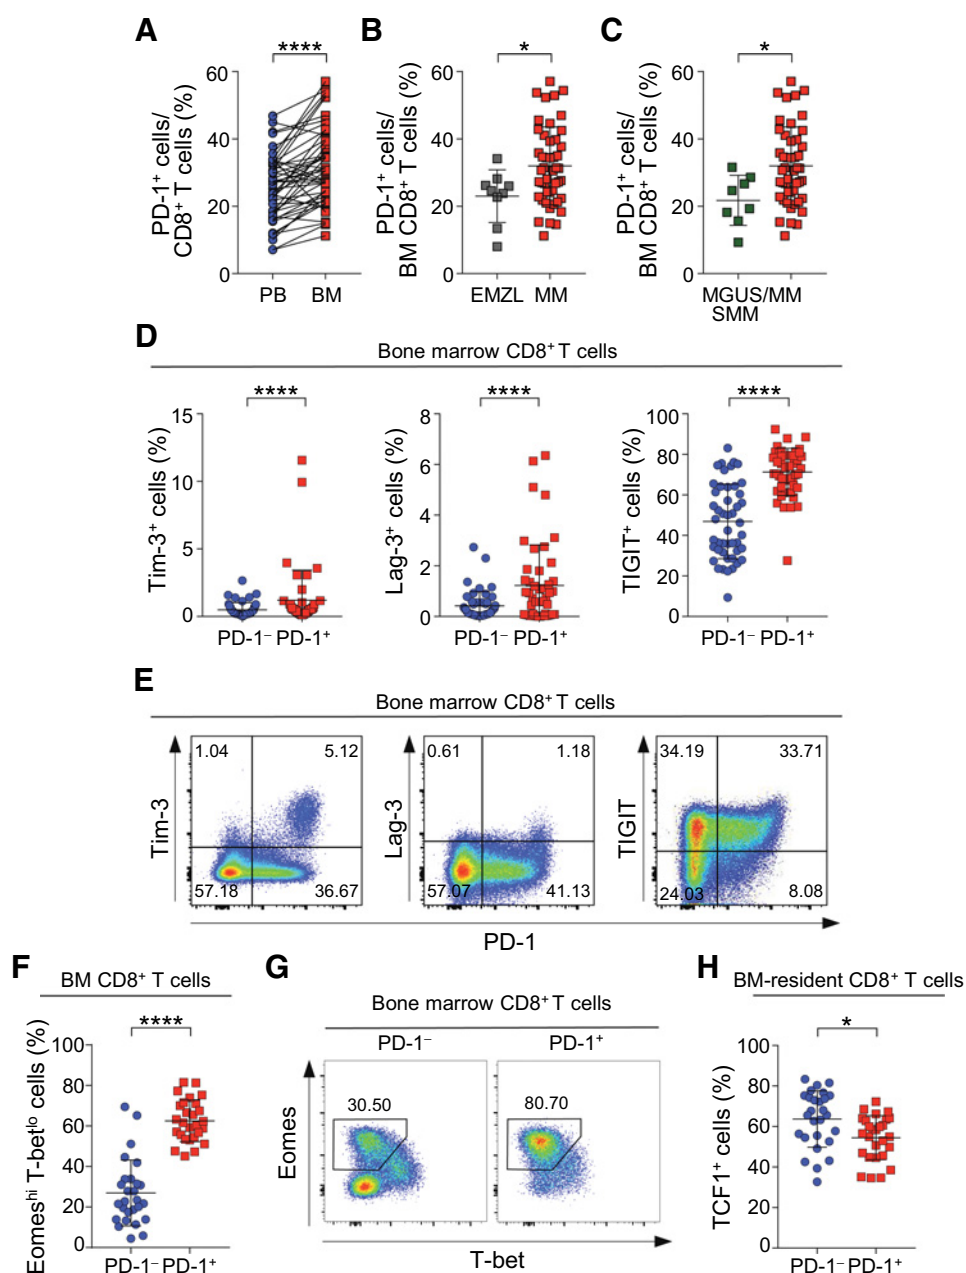 A
B
C
****
*
*
PD-1⁺ cells/
CD8⁺ T cells (%)
60
40
20
0
PB BM
PD-1⁺ cells/
BM CD8⁺ T cells (%)
60
40
20
0
EMZL MM
PD-1⁺ cells/
BM CD8⁺ T cells (%)
60
40
20
0
MGUS/MM
SMM
D
Bone marrow CD8⁺ T cells
****
****
****
Tim-3⁺ cells (%)
15
10
5
0
PD-1⁻ PD-1⁺
Lag-3⁺ cells (%)
8
6
4
2
0
PD-1⁻ PD-1⁺
TIGIT⁺ cells (%)
100
80
60
40
20
0
PD-1⁻ PD-1⁺
E
Bone marrow CD8⁺ T cells
Tim-3
1.04 5.12
57.18 36.67
Lag-3
0.61 1.18
57.07 41.13
TIGIT
34.19 33.71
24.03 8.08
PD-1
F
BM CD8⁺ T cells
****
Eomesʰⁱ T-betˡᵒ cells (%)
100
80
60
40
20
0
PD-1⁻ PD-1⁺
G
Bone marrow CD8⁺ T cells
PD-1⁻ PD-1⁺
Eomes
30.50 80.70
T-bet
H
BM-resident CD8⁺ T cells
*
TCF1⁺ cells (%)
100
80
60
40
20
0
PD-1⁻ PD-1⁺